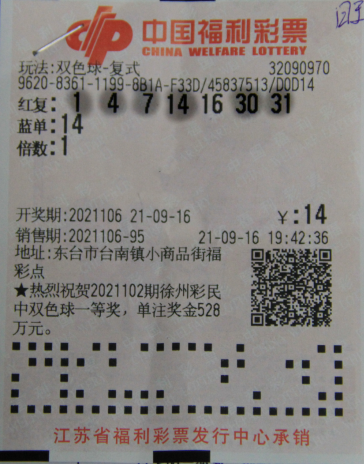 中国福利彩票
CHINA WELFARE LOTTERY
玩法:双色球-复式 32090970
9620-8361-1199-8B1A-F33D/45837513/D0D14
红复: 1 4 7 14 16 30 31
蓝单:14
倍数:1
开奖期:2021106 21-09-16 ¥:14
销售期:2021106-95 21-09-16 19:42:36
地址:东台市台南镇小商品街福
彩点
★热烈祝贺2021102期徐州彩民
中双色球一等奖，单注奖金528
万元。
江苏省福利彩票发行中心承销